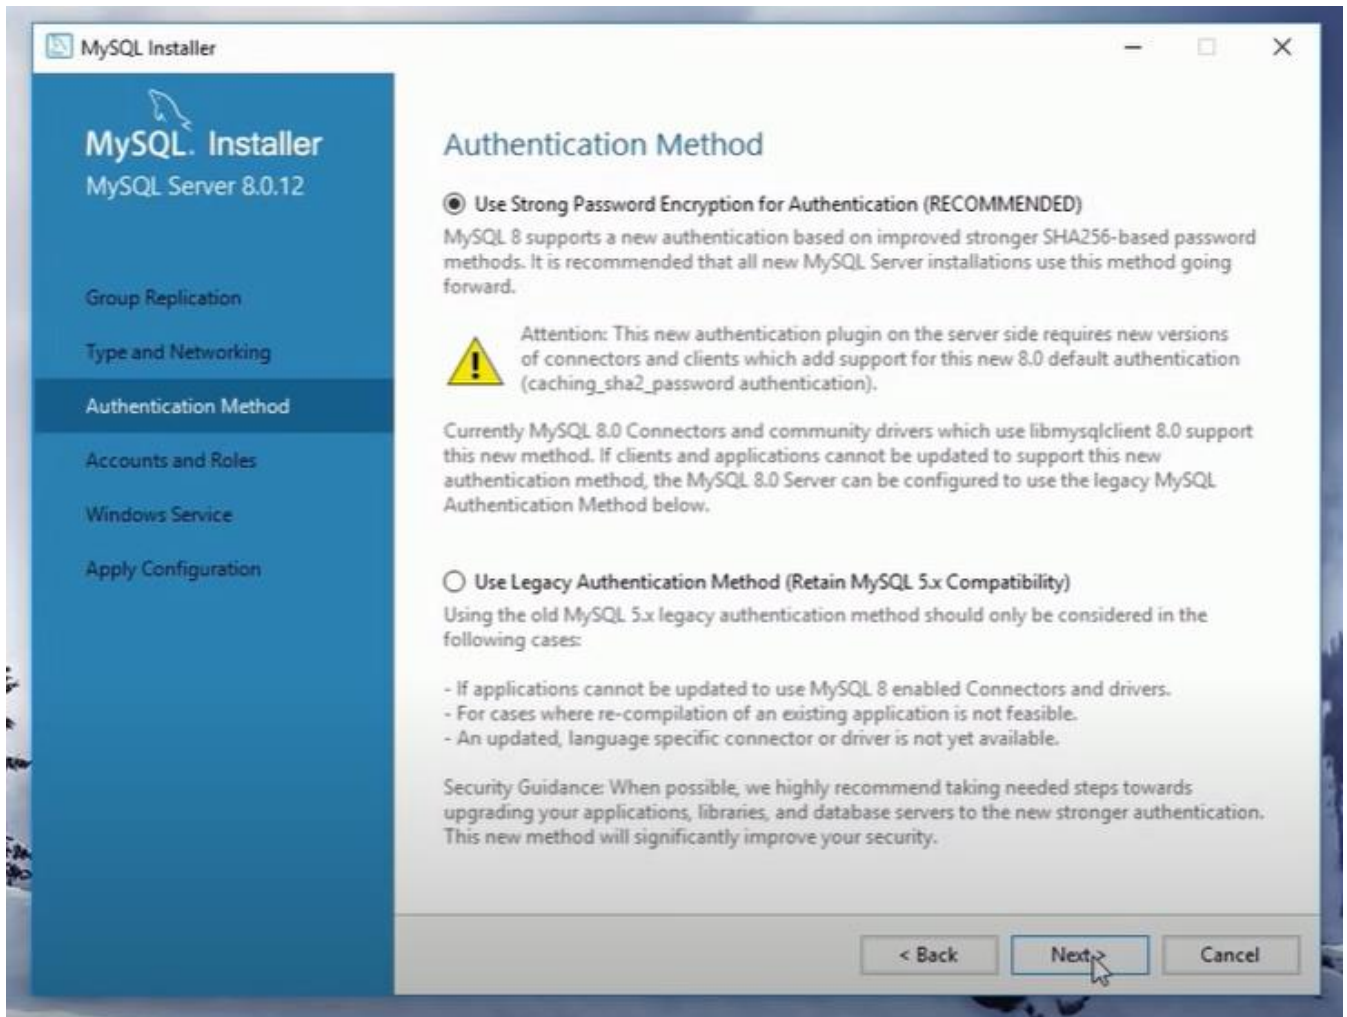 MySQL Installer
MySQL. Installer
MySQL Server 8.0.12
Group Replication
Type and Networking
Authentication Method
Accounts and Roles
Windows Service
Apply Configuration
Authentication Method
Use Strong Password Encryption for Authentication (RECOMMENDED)
MySQL 8 supports a new authentication based on improved stronger SHA256-based password
methods. It is recommended that all new MySQL Server installations use this method going
forward.
Attention: This new authentication plugin on the server side requires new versions
of connectors and clients which add support for this new 8.0 default authentication
(caching_sha2_password authentication).
Currently MySQL 8.0 Connectors and community drivers which use libmysqlclient 8.0 support
this new method. If clients and applications cannot be updated to support this new
authentication method, the MySQL 8.0 Server can be configured to use the legacy MySQL
Authentication Method below.
Use Legacy Authentication Method (Retain MySQL 5.x Compatibility)
Using the old MySQL 5.x legacy authentication method should only be considered in the
following cases:
- If applications cannot be updated to use MySQL 8 enabled Connectors and drivers.
- For cases where re-compilation of an existing application is not feasible.
- An updated, language specific connector or driver is not yet available.
Security Guidance: When possible, we highly recommend taking needed steps towards
upgrading your applications, libraries, and database servers to the new stronger authentication.
This new method will significantly improve your security.
< Back
Next >
Cancel